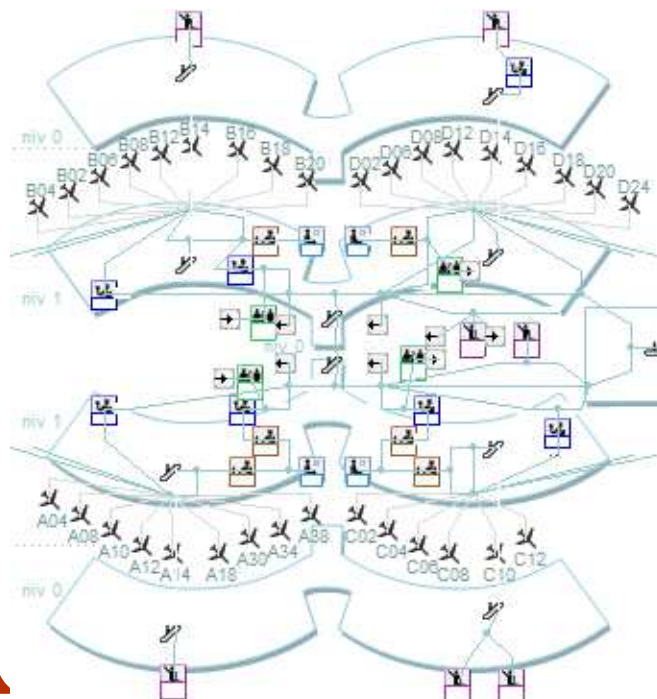 niv 0
B04
B02
B06
B08
B12
B14
B16
B18
B20
D02
D06
D08
D12
D14
D16
D18
D20
D24
niv 1
niv 0
niv 1
A04
A08
A10
A12
A14
A18
A30
A34
A38
C02
C04
C06
C08
C10
C12
niv 0